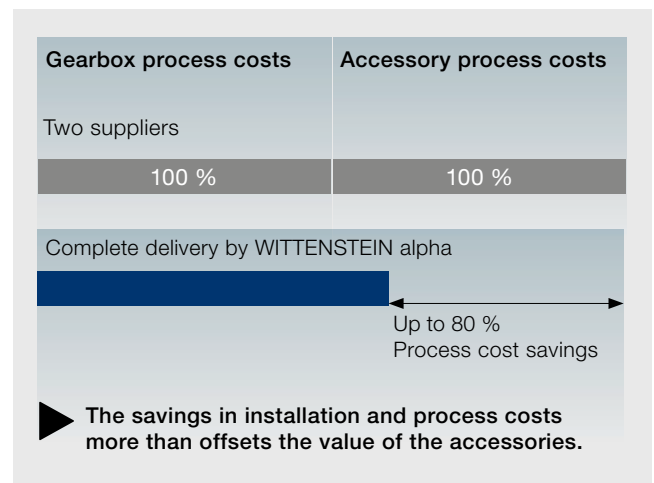 Gearbox process costs
Accessory process costs
Two suppliers
100 %
100 %
Complete delivery by WITTENSTEIN alpha
Up to 80 %
Process cost savings
The savings in installation and process costs
more than offsets the value of the accessories.